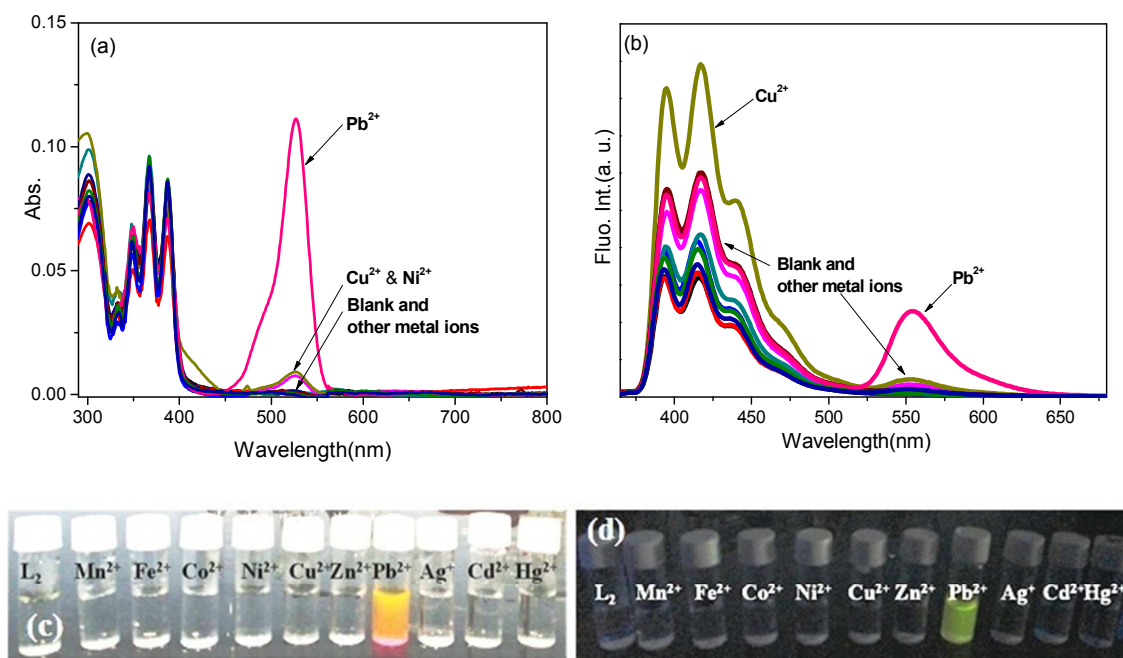 (a)
0.15
0.10
0.05
0.00
Abs.
Pb²⁺
Cu²⁺ & Ni²⁺
Blank and
other metal ions
290
400
500
600
700
800
Wavelength(nm)
(b)
Fluo. Int.(a. u.)
Cu²⁺
Blank and
other metal ions
Pb²⁺
400
450
500
550
600
650
Wavelength(nm)
L₂ Mn²⁺ Fe²⁺ Co²⁺ Ni²⁺ Cu²⁺ Zn²⁺ Pb²⁺ Ag⁺ Cd²⁺ Hg²⁺
(c)
(d)
L₂ Mn²⁺ Fe²⁺ Co²⁺ Ni²⁺ Cu²⁺ Zn²⁺ Pb²⁺ Ag⁺ Cd²⁺ Hg²⁺